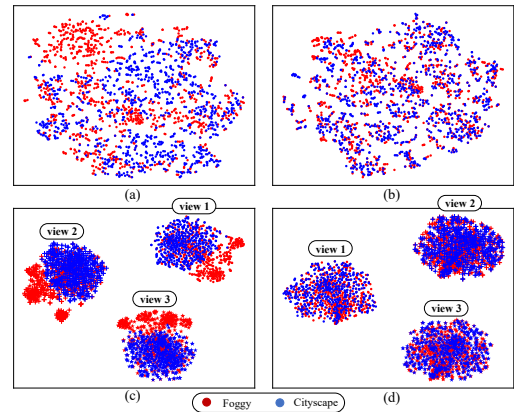 (a)
(b)
view 1
view 2
view 3
(c)
view 2
view 1
view 3
(d)
Foggy
Cityscape